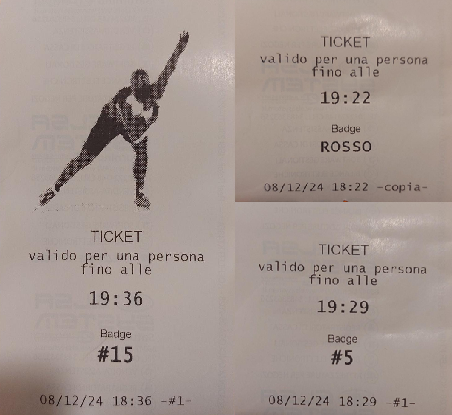 TICKET
valido per una persona
fino alle
19:36
Badge
#15
08/12/24 18:36 -#1-
TICKET
valido per una persona
fino alle
19:22
Badge
ROSSO
08/12/24 18:22 -copia-
TICKET
valido per una persona
fino alle
19:29
Badge
#5
08/12/24 18:29 -#1-